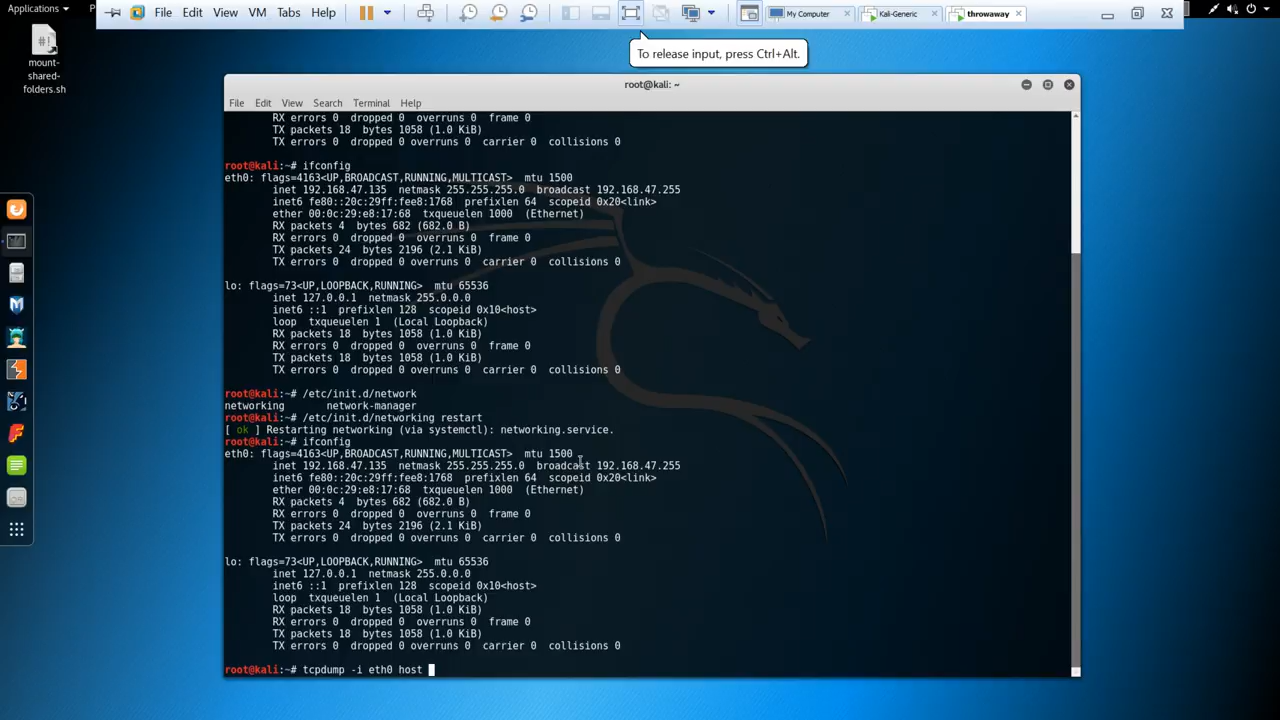 File Edit View VM Tabs Help
My Computer
Kali-Generic
throwaway
Applications
To release input, press Ctrl+Alt.
mount-
shared-
folders.sh
root@kali: ~
File Edit View Search Terminal Help
RX errors 0 dropped 0 overruns 0 frame 0
TX packets 18 bytes 1058 (1.0 KiB)
TX errors 0 dropped 0 overruns 0 carrier 0 collisions 0
root@kali:~# ifconfig
eth0: flags=4163<UP,BROADCAST,RUNNING,MULTICAST> mtu 1500
inet 192.168.47.135 netmask 255.255.255.0 broadcast 192.168.47.255
inet6 fe80::20c:29ff:fee8:1768 prefixlen 64 scopeid 0x20<link>
ether 00:0c:29:e8:17:68 txqueuelen 1000 (Ethernet)
RX packets 4 bytes 682 (682.0 B)
RX errors 0 dropped 0 overruns 0 frame 0
TX packets 24 bytes 2196 (2.1 KiB)
TX errors 0 dropped 0 overruns 0 carrier 0 collisions 0
lo: flags=73<UP,LOOPBACK,RUNNING> mtu 65536
inet 127.0.0.1 netmask 255.0.0.0
inet6 ::1 prefixlen 128 scopeid 0x10<host>
loop txqueuelen 1 (Local Loopback)
RX packets 18 bytes 1058 (1.0 KiB)
RX errors 0 dropped 0 overruns 0 frame 0
TX packets 18 bytes 1058 (1.0 KiB)
TX errors 0 dropped 0 overruns 0 carrier 0 collisions 0
root@kali:~# /etc/init.d/network
networking network-manager
root@kali:~# /etc/init.d/networking restart
[ ok ] Restarting networking (via systemctl): networking.service.
root@kali:~# ifconfig
eth0: flags=4163<UP,BROADCAST,RUNNING,MULTICAST> mtu 1500
inet 192.168.47.135 netmask 255.255.255.0 broadcast 192.168.47.255
inet6 fe80::20c:29ff:fee8:1768 prefixlen 64 scopeid 0x20<link>
ether 00:0c:29:e8:17:68 txqueuelen 1000 (Ethernet)
RX packets 4 bytes 682 (682.0 B)
RX errors 0 dropped 0 overruns 0 frame 0
TX packets 24 bytes 2196 (2.1 KiB)
TX errors 0 dropped 0 overruns 0 carrier 0 collisions 0
lo: flags=73<UP,LOOPBACK,RUNNING> mtu 65536
inet 127.0.0.1 netmask 255.0.0.0
inet6 ::1 prefixlen 128 scopeid 0x10<host>
loop txqueuelen 1 (Local Loopback)
RX packets 18 bytes 1058 (1.0 KiB)
RX errors 0 dropped 0 overruns 0 frame 0
TX packets 18 bytes 1058 (1.0 KiB)
TX errors 0 dropped 0 overruns 0 carrier 0 collisions 0
root@kali:~# tcpdump -i eth0 host